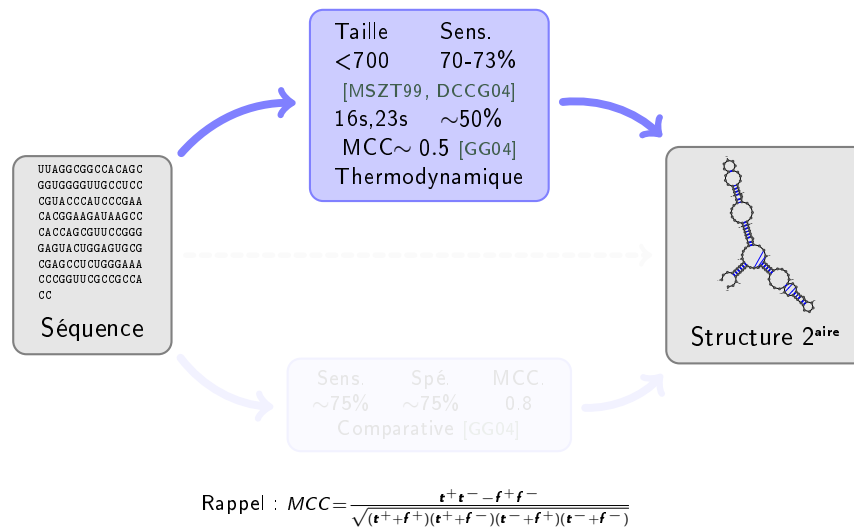 Taille Sens.
<700 70-73%
[MSZT99, DCCG04]
16s,23s ∼50%
MCC∼ 0.5 [GG04]
Thermodynamique
UUAGGCGGCCACAGC
GGUGGGGUUGCCUCC
CGUACCCAUCCCGAA
CACGGAAGAUAAGCC
CACCAGCGUUCCGGG
GAGUACUGGAGUGCG
CGAGCCUCUGGGAAA
CCCGGUUCGCCGCCA
CC
Séquence
Structure 2aire
Sens. Spé. MCC.
∼75% ∼75% 0.8
Comparative [GG04]
Rappel : MCC = t⁺t⁻−f⁺f⁻ / √(t⁺+f⁺)(t⁺+f⁻)(t⁻+f⁺)(t⁻+f⁻)